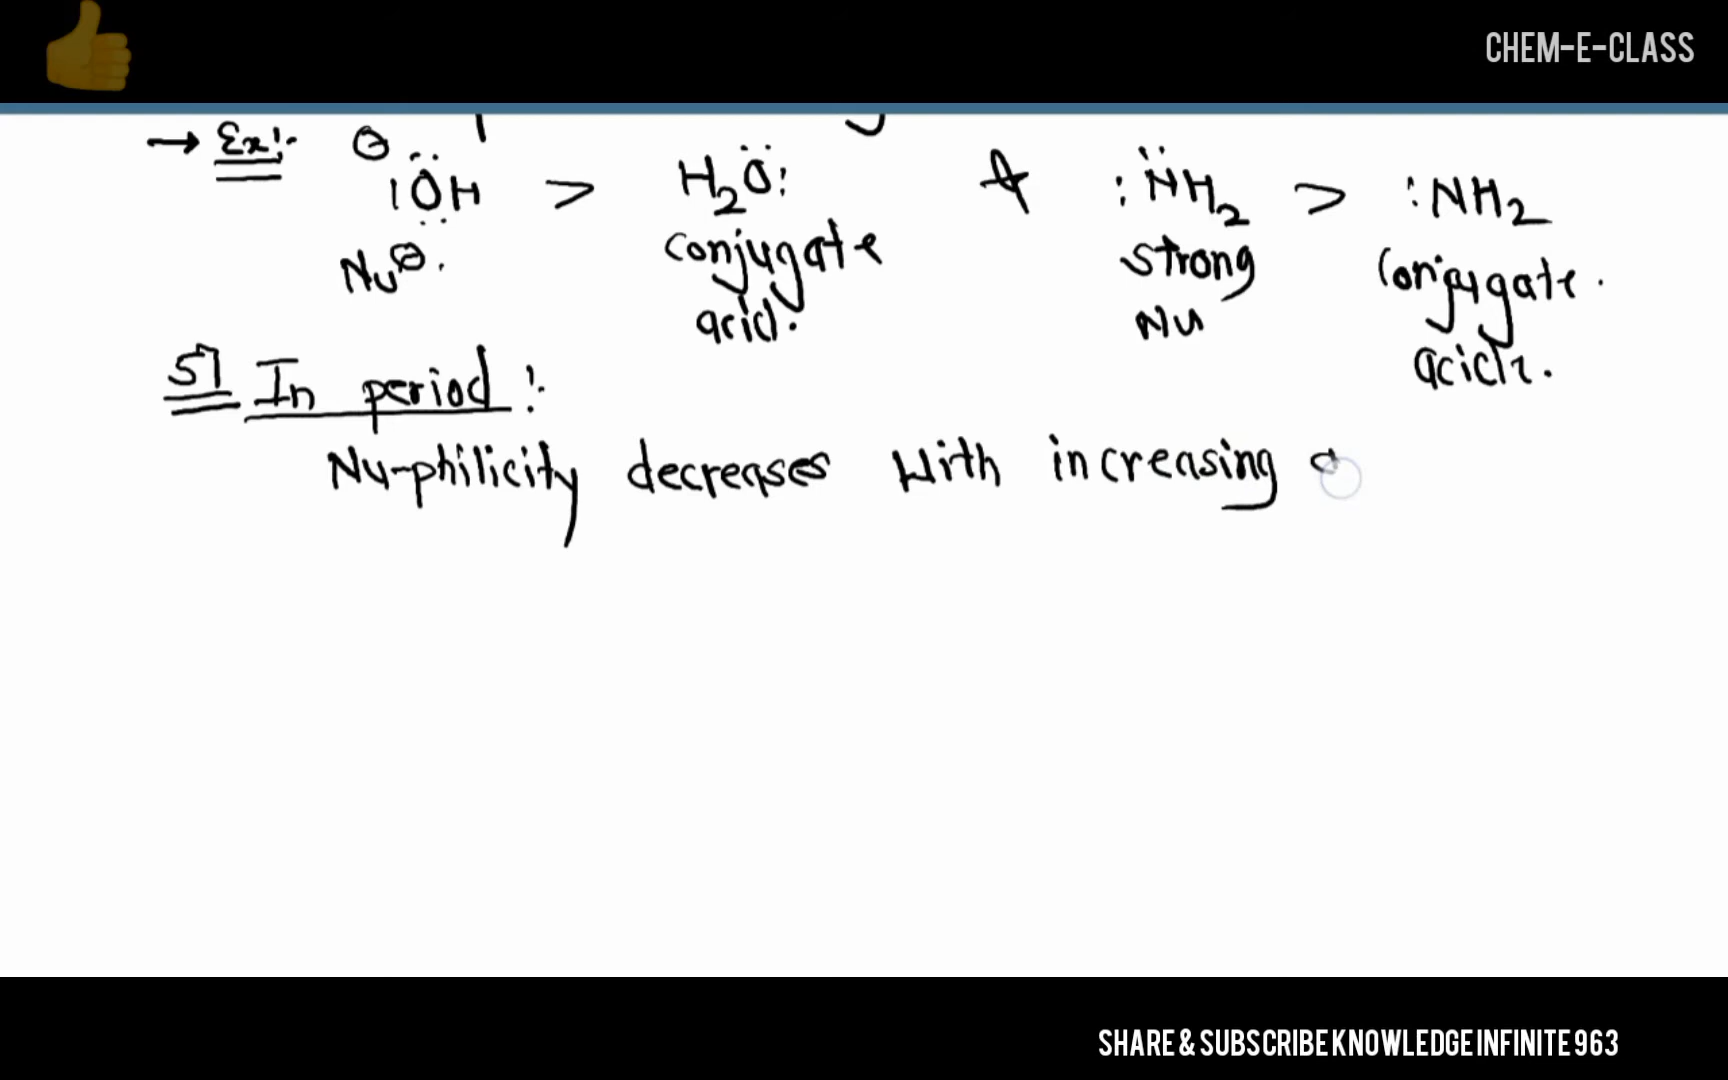 CHEM-E-CLASS
→ Ex:- ⊖
:ÖH > H₂Ö: & :N̈H₂ > :NH₂
Nu⊖. conjugate strong Conjugate.
acid. Nu acid.
5] In period :-
Nu-philicity decreases with increasing
SHARE & SUBSCRIBE KNOWLEDGE INFINITE 963